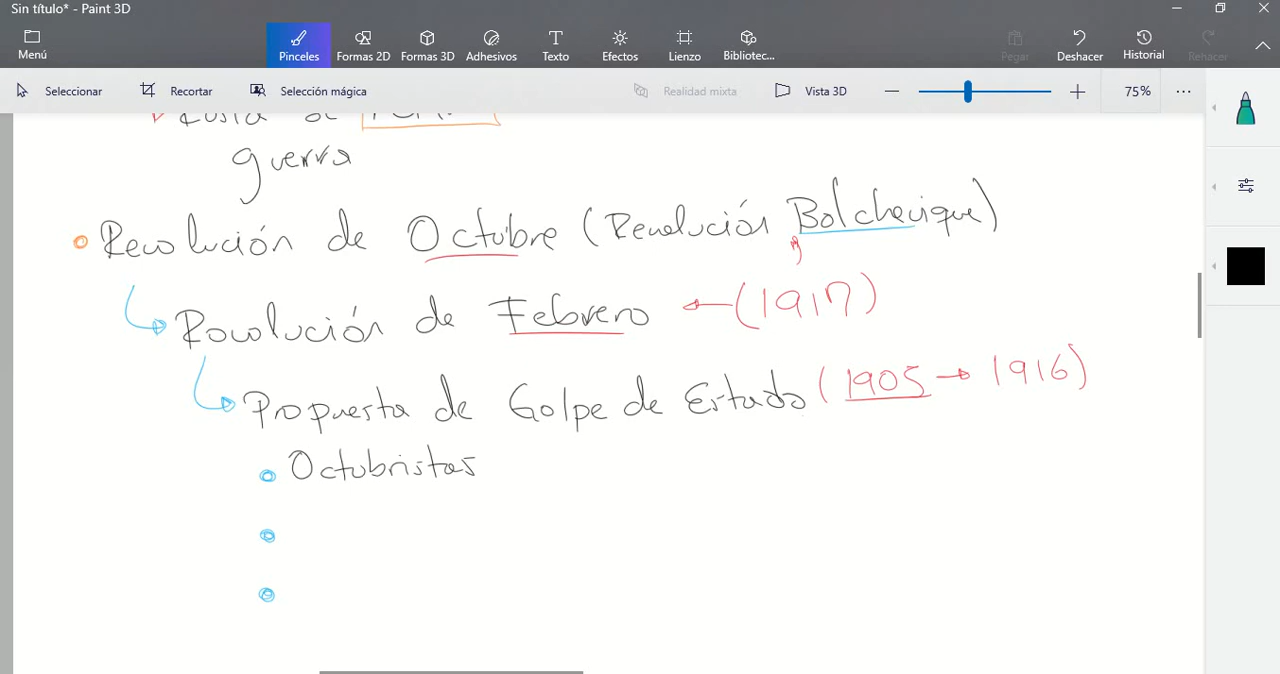 Sin título* - Paint 3D
Menú
Pinceles
Formas 2D
Formas 3D
Adhesivos
Texto
Efectos
Lienzo
Bibliotec...
Pegar
Deshacer
Historial
Rehacer
Seleccionar
Recortar
Selección mágica
Realidad mixta
Vista 3D
75%
Rusia de
guerra
Revolución de Octubre (Revolución Bolchevique)
Revolución de Febrero ← (1917)
Propuesta de Golpe de Estado (1905 → 1916)
Octubristas